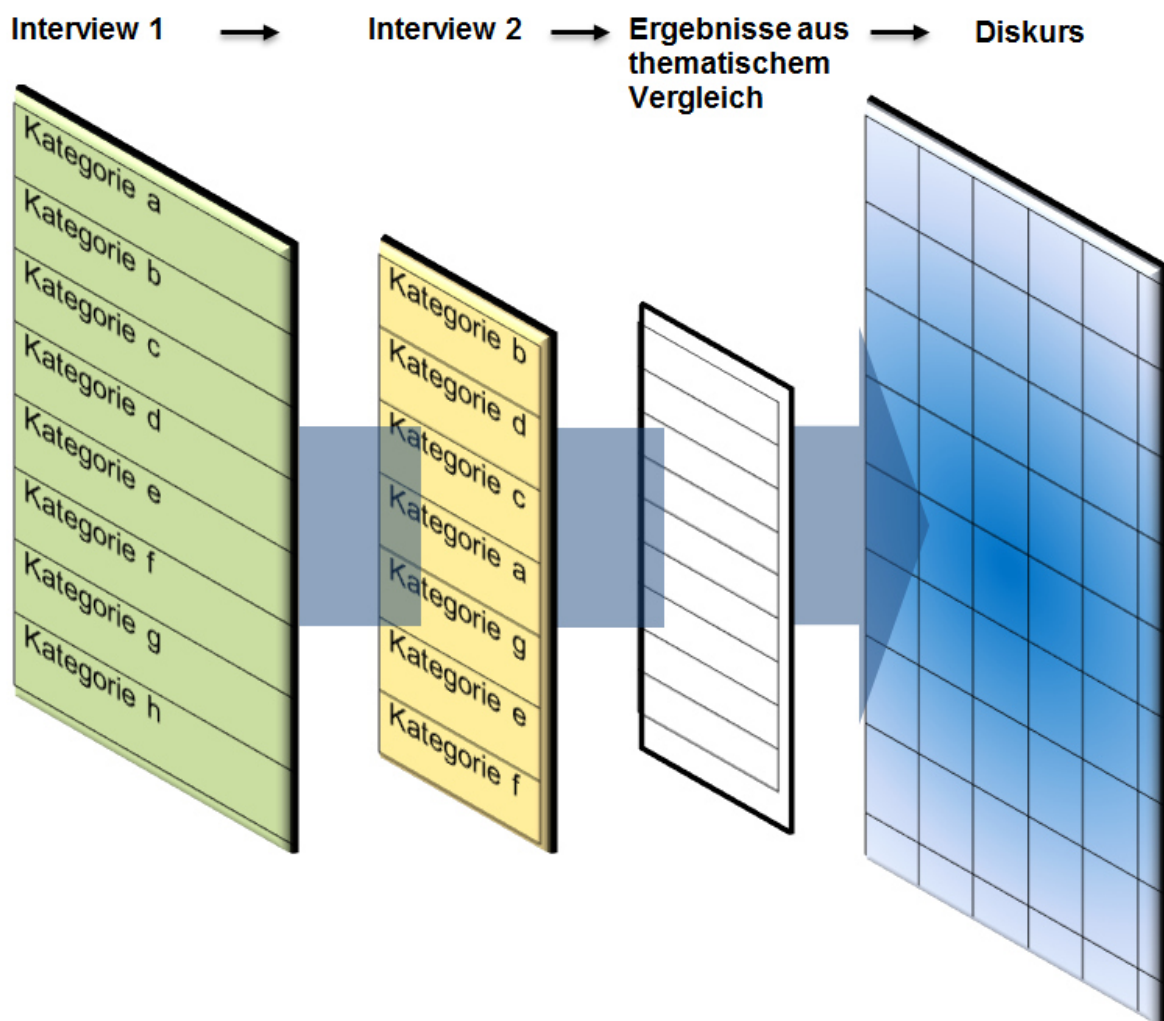 Interview 1
Interview 2
Ergebnisse aus
thematischem
Vergleich
Diskurs
Kategorie a
Kategorie b
Kategorie c
Kategorie d
Kategorie e
Kategorie f
Kategorie g
Kategorie h
Kategorie b
Kategorie d
Kategorie c
Kategorie a
Kategorie g
Kategorie e
Kategorie f